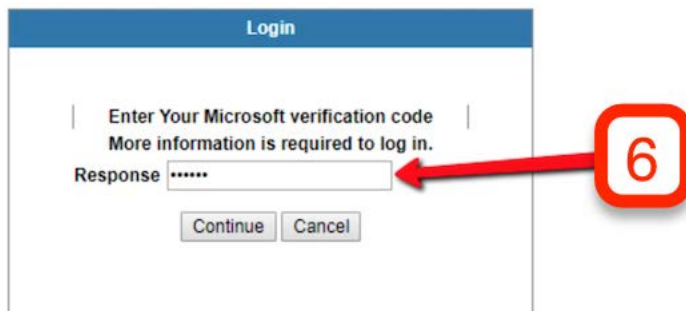 Login
Enter Your Microsoft verification code
More information is required to log in.
Response ••••••
6
Continue Cancel